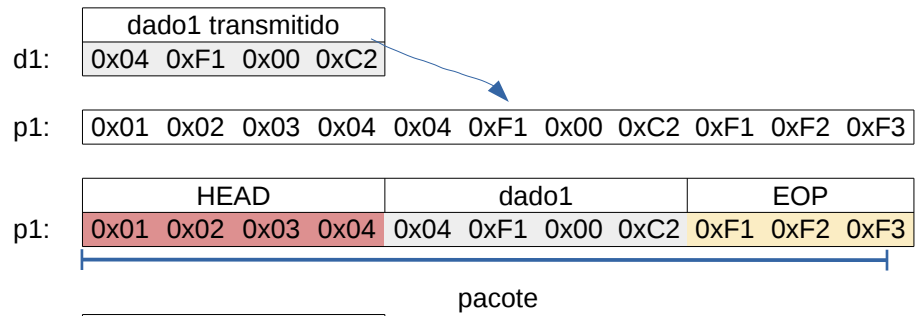 dado1 transmitido
d1: 0x04 0xF1 0x00 0xC2
p1: 0x01 0x02 0x03 0x04 0x04 0xF1 0x00 0xC2 0xF1 0xF2 0xF3
HEAD dado1 EOP
p1: 0x01 0x02 0x03 0x04 0x04 0xF1 0x00 0xC2 0xF1 0xF2 0xF3
pacote